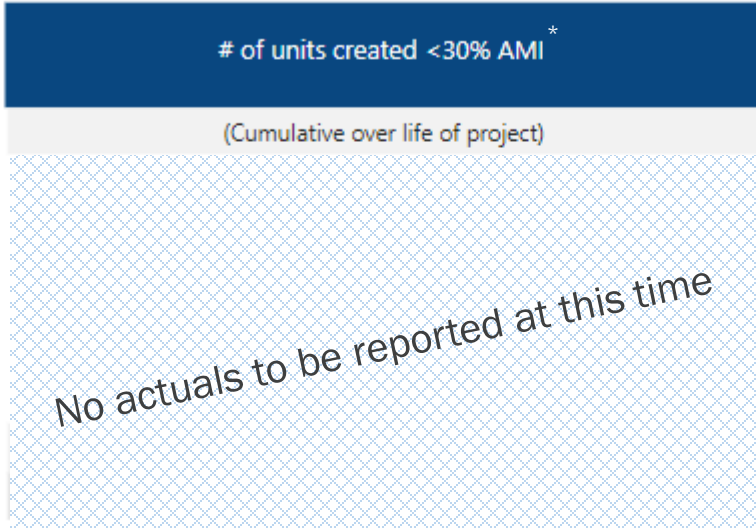 # of units created <30% AMI*
(Cumulative over life of project)
No actuals to be reported at this time